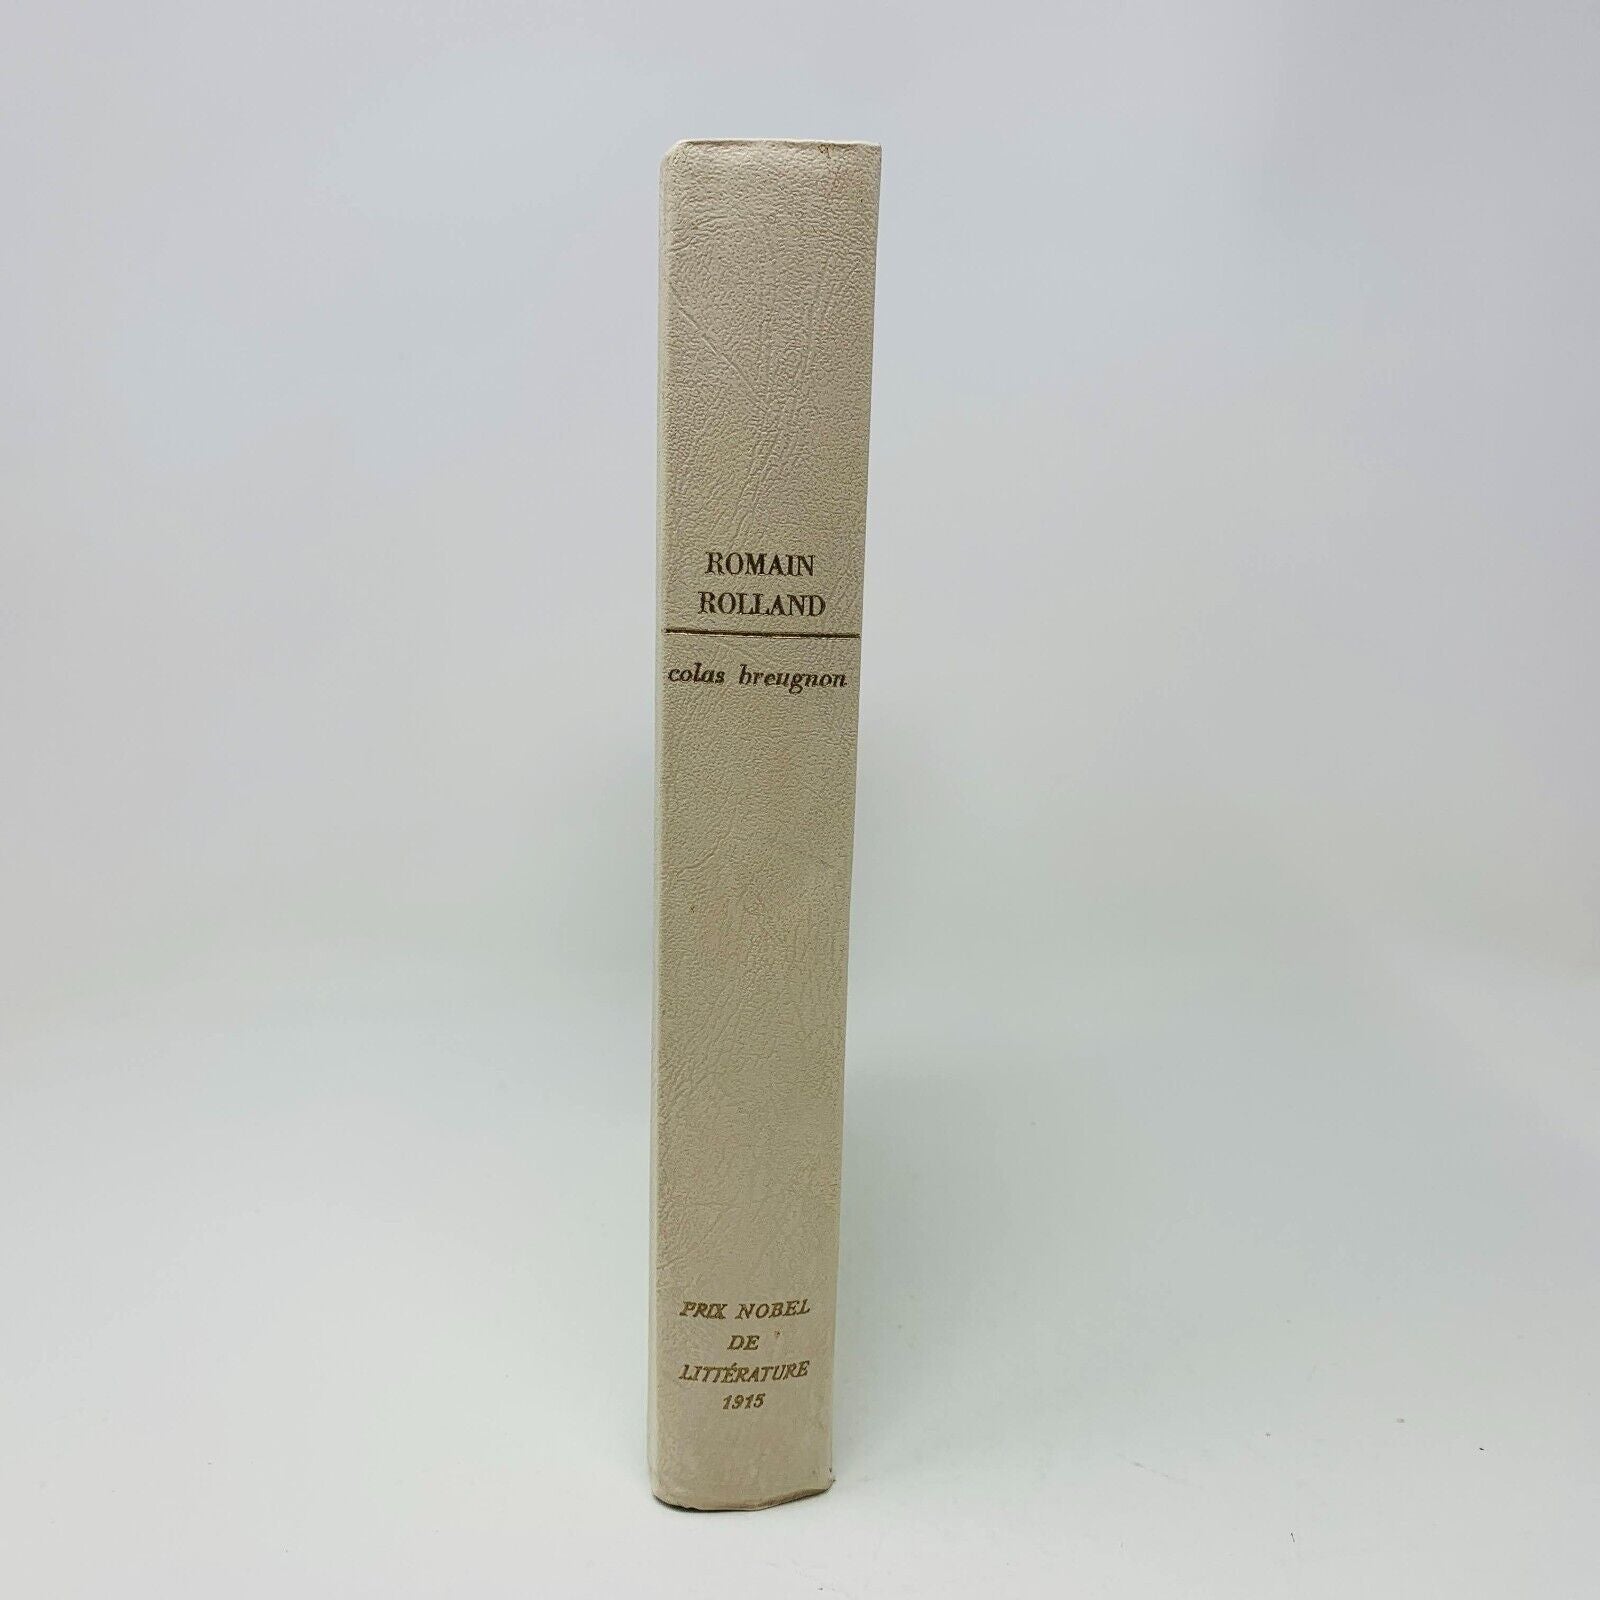 ROMAIN
ROLLAND
colas breugnon
PRIX NOBEL
DE
LITTÉRATURE
1915